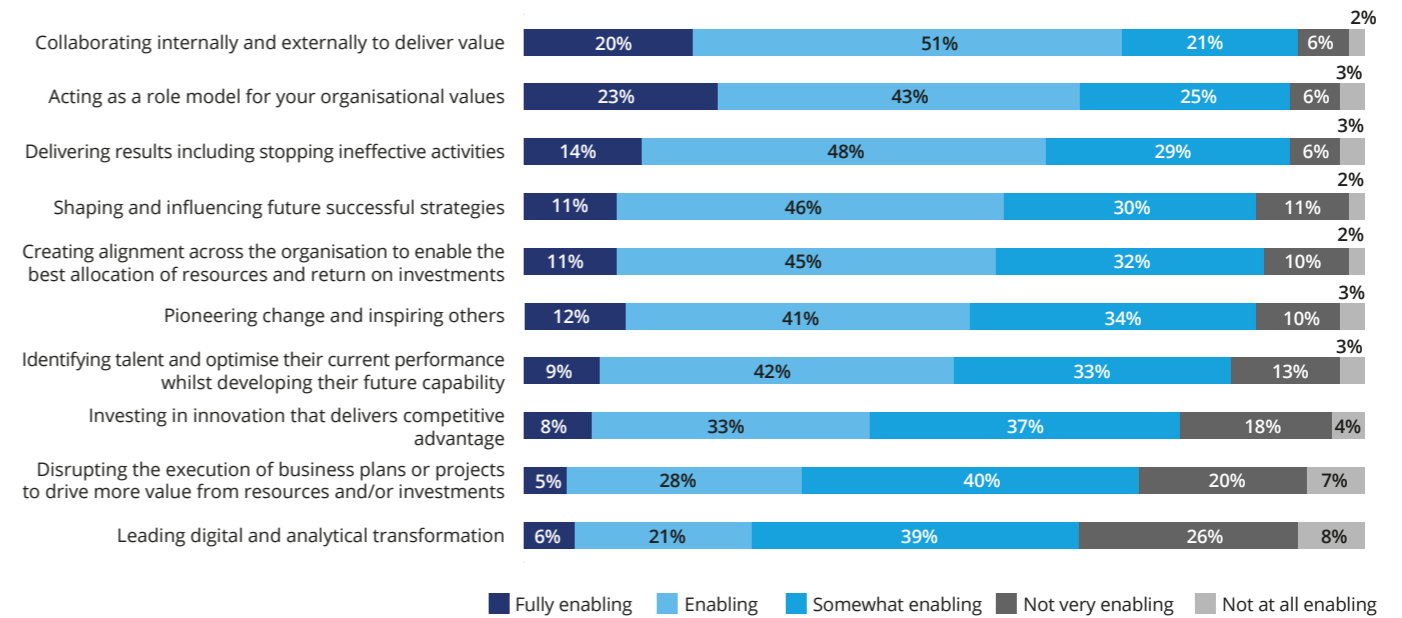 2%
Collaborating internally and externally to deliver value 20% 51% 21% 6%
3%
Acting as a role model for your organisational values 23% 43% 25% 6%
3%
Delivering results including stopping ineffective activities 14% 48% 29% 6%
2%
Shaping and influencing future successful strategies 11% 46% 30% 11%
2%
Creating alignment across the organisation to enable the
best allocation of resources and return on investments
11% 45% 32% 10%
3%
Pioneering change and inspiring others 12% 41% 34% 10%
3%
Identifying talent and optimise their current performance
whilst developing their future capability
9% 42% 33% 13%
Investing in innovation that delivers competitive
advantage
8% 33% 37% 18% 4%
Disrupting the execution of business plans or projects
to drive more value from resources and/or investments
5% 28% 40% 20% 7%
Leading digital and analytical transformation 6% 21% 39% 26% 8%
Fully enabling Enabling Somewhat enabling Not very enabling Not at all enabling